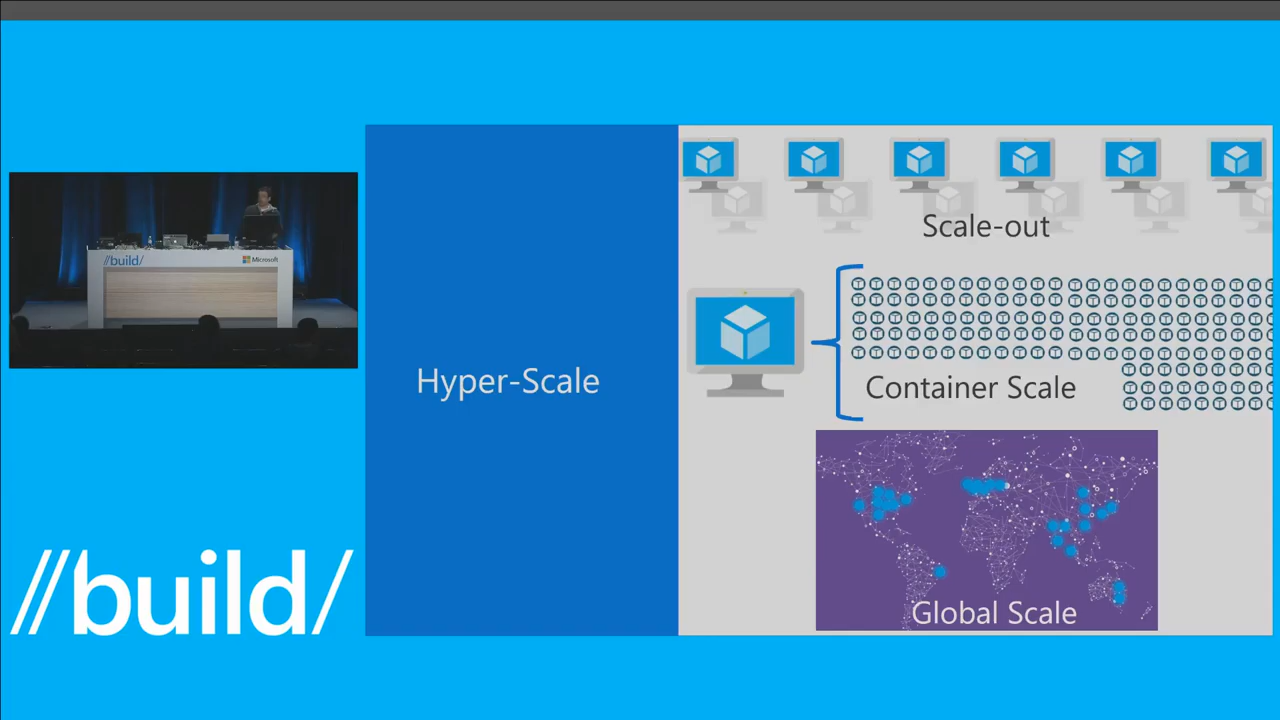 //build/
Microsoft
//build/
Hyper-Scale
Scale-out
Container Scale
Global Scale